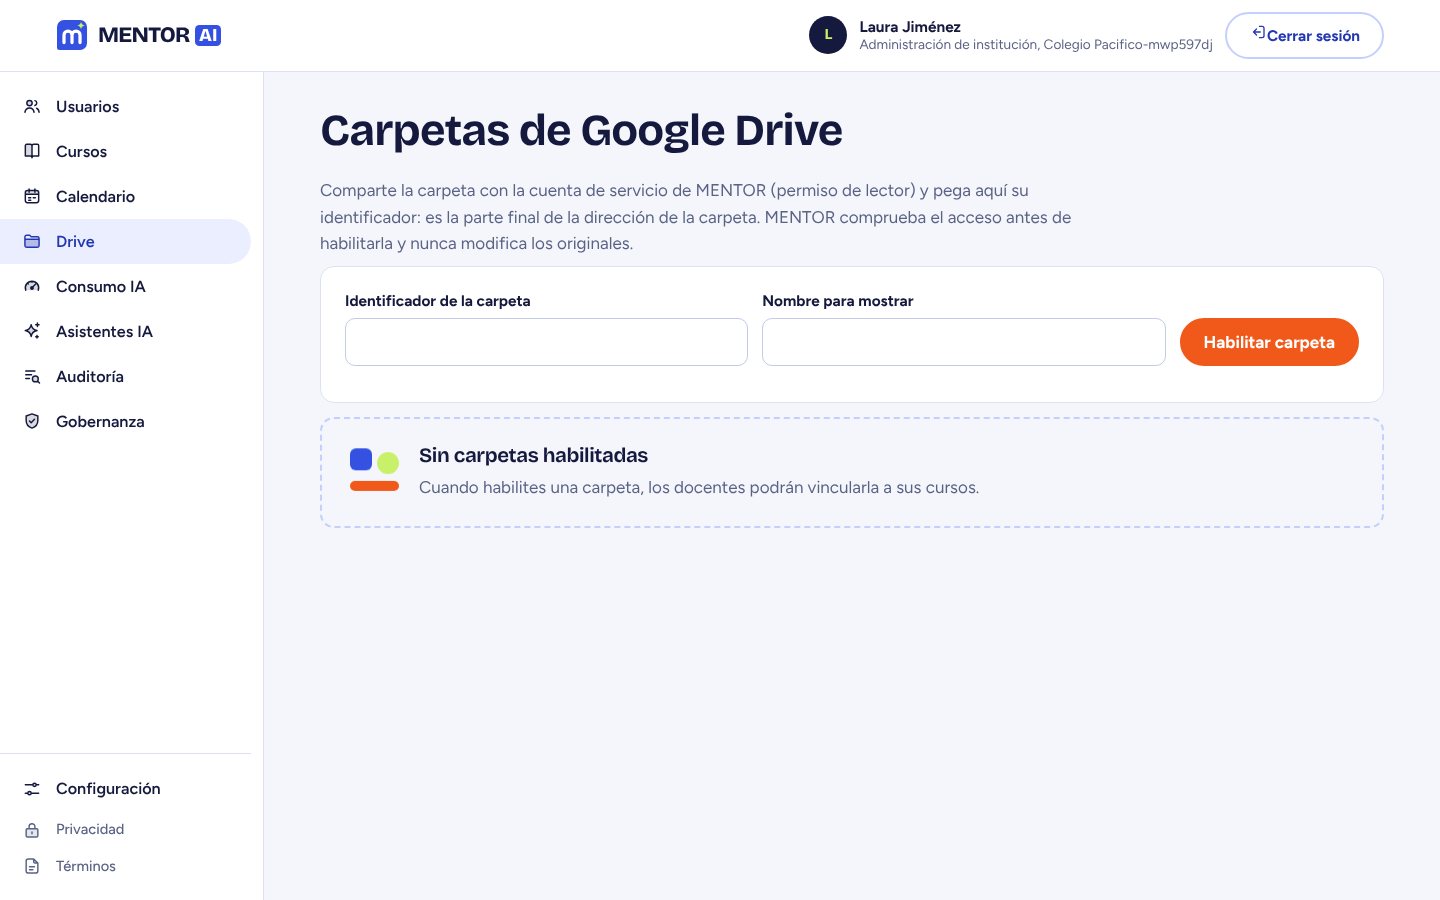 MENTOR AI
L
Laura Jiménez
Administración de institución, Colegio Pacifico-mwp597dj
Cerrar sesión
Usuarios
Cursos
Calendario
Drive
Consumo IA
Asistentes IA
Auditoría
Gobernanza
Configuración
Privacidad
Términos
Carpetas de Google Drive
Comparte la carpeta con la cuenta de servicio de MENTOR (permiso de lector) y pega aquí su
identificador: es la parte final de la dirección de la carpeta. MENTOR comprueba el acceso antes de
habilitarla y nunca modifica los originales.
Identificador de la carpeta
Nombre para mostrar
Habilitar carpeta
Sin carpetas habilitadas
Cuando habilites una carpeta, los docentes podrán vincularla a sus cursos.